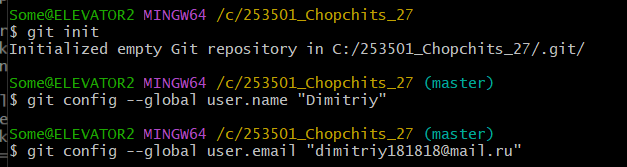 Some@ELEVATOR2 MINGW64 /c/253501_Chopchits_27
$ git init
Initialized empty Git repository in C:/253501_Chopchits_27/.git/
Some@ELEVATOR2 MINGW64 /c/253501_Chopchits_27 (master)
$ git config --global user.name "Dimitriy"
Some@ELEVATOR2 MINGW64 /c/253501_Chopchits_27 (master)
$ git config --global user.email "dimitriy181818@mail.ru"